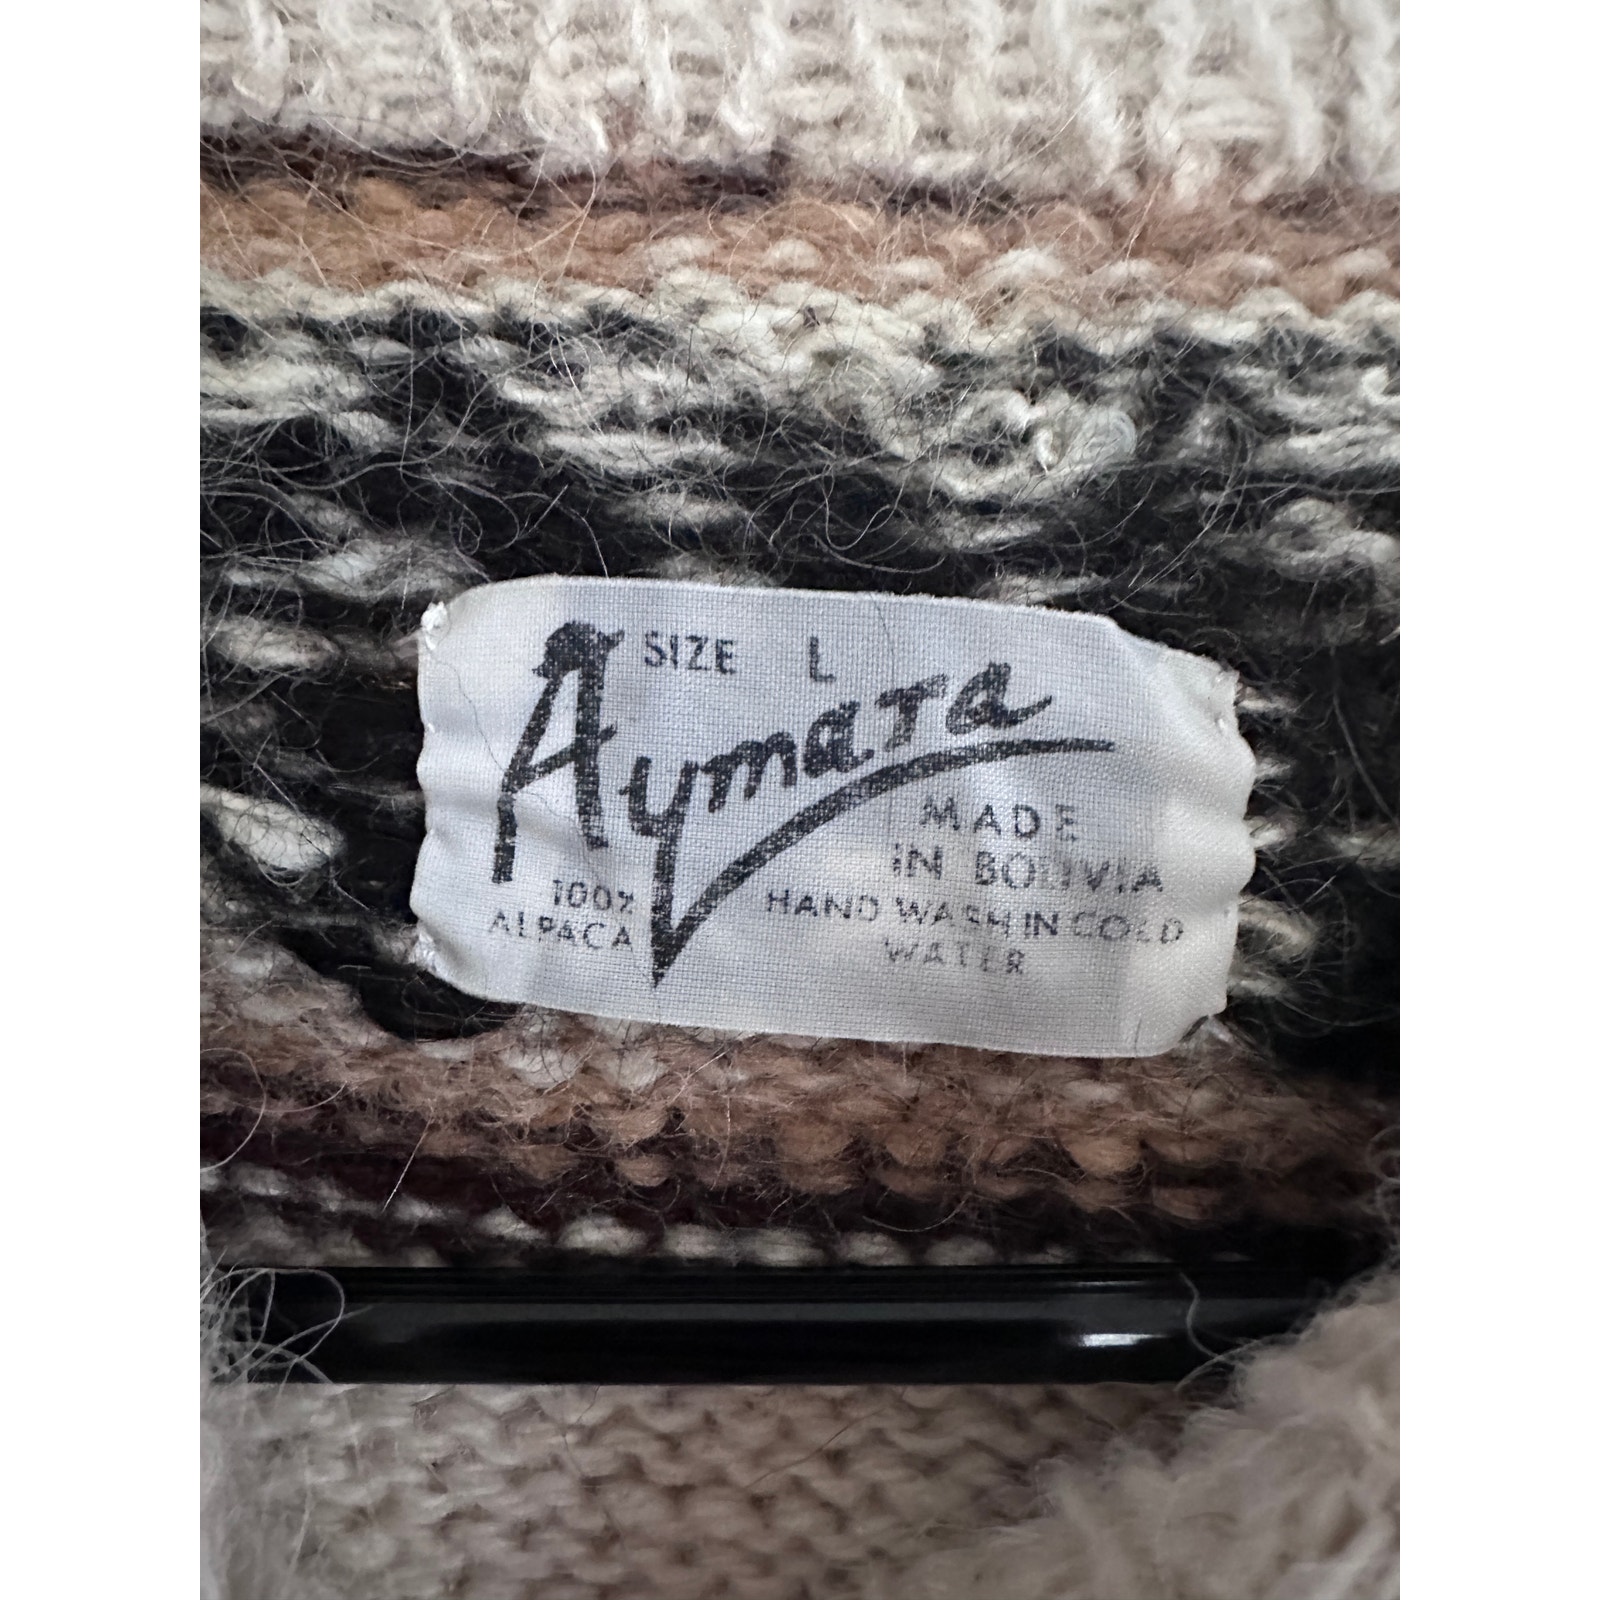 SIZE L
Aymara
MADE
IN BOLIVIA
100%
ALPACA
HAND WASH IN COLD
WATER